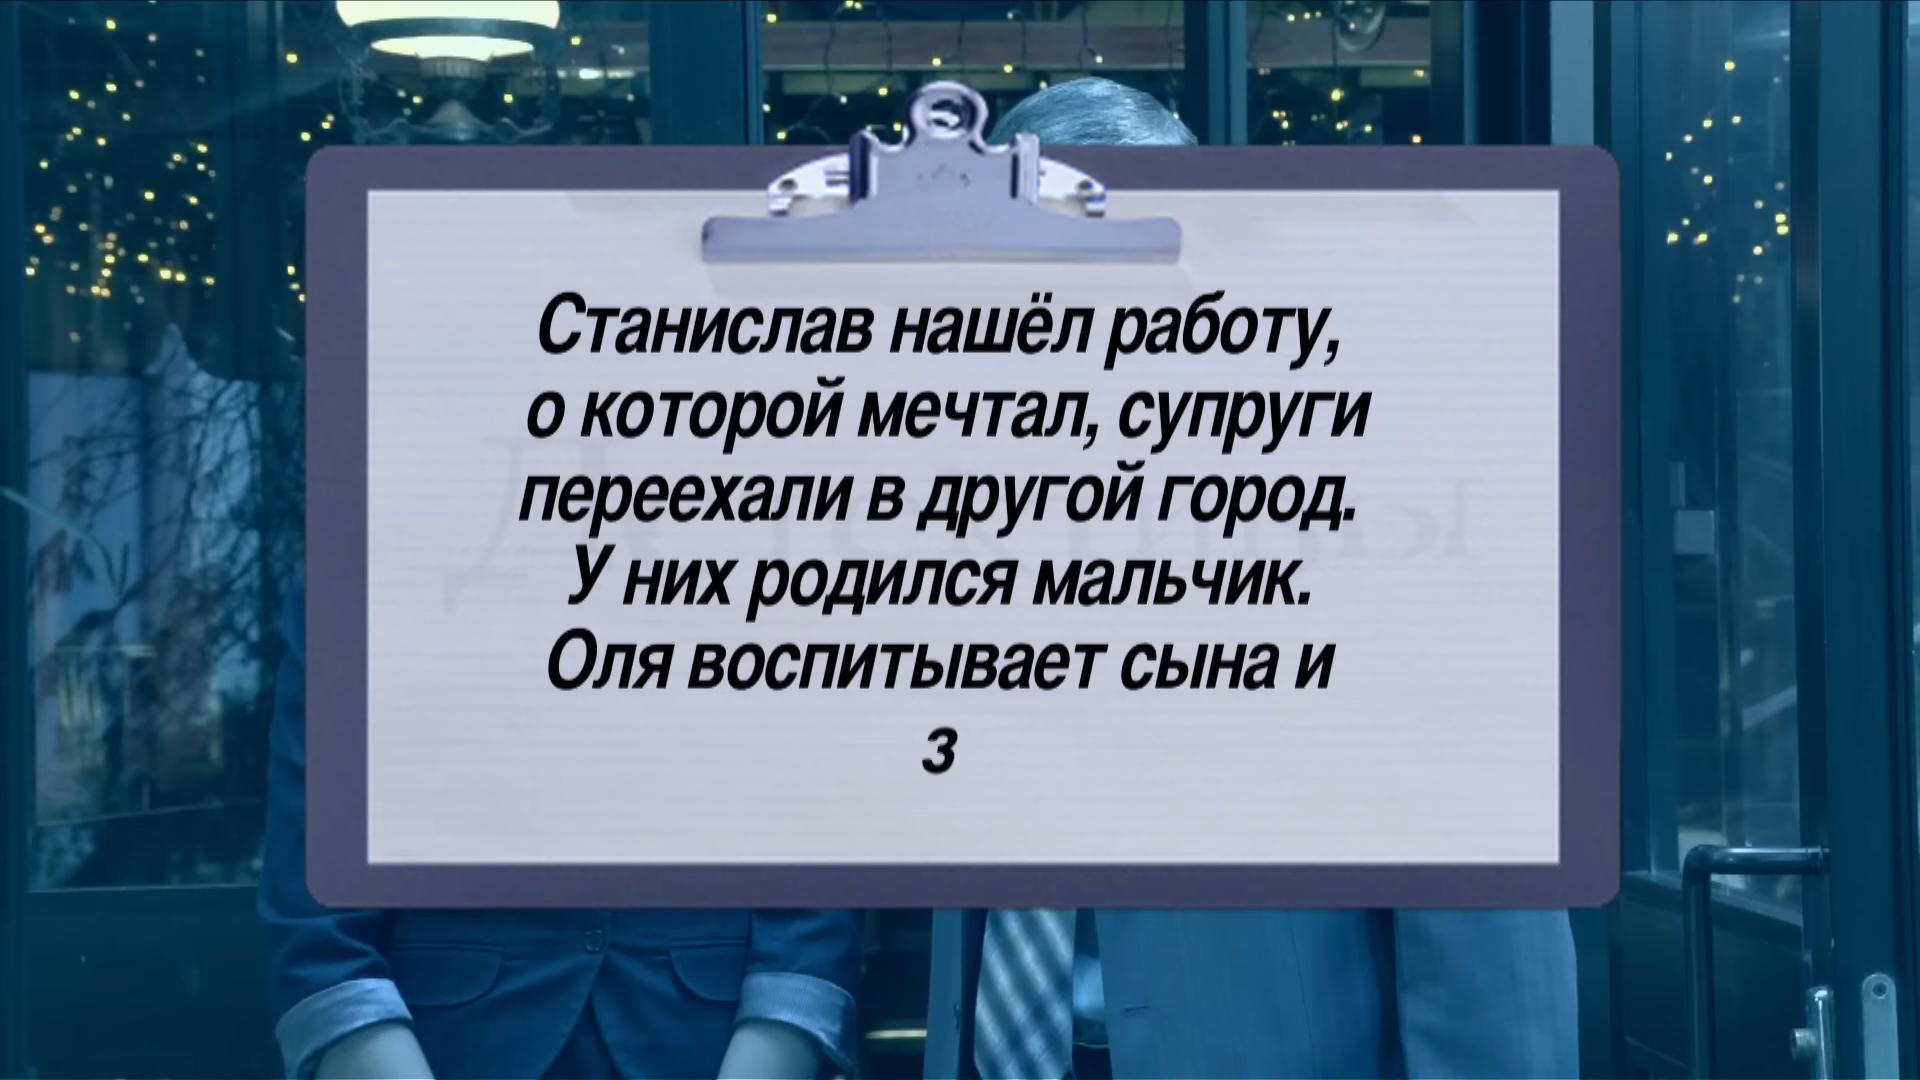 Станислав нашёл работу,
о которой мечтал, супруги
переехали в другой город.
У них родился мальчик.
Оля воспитывает сына и
з